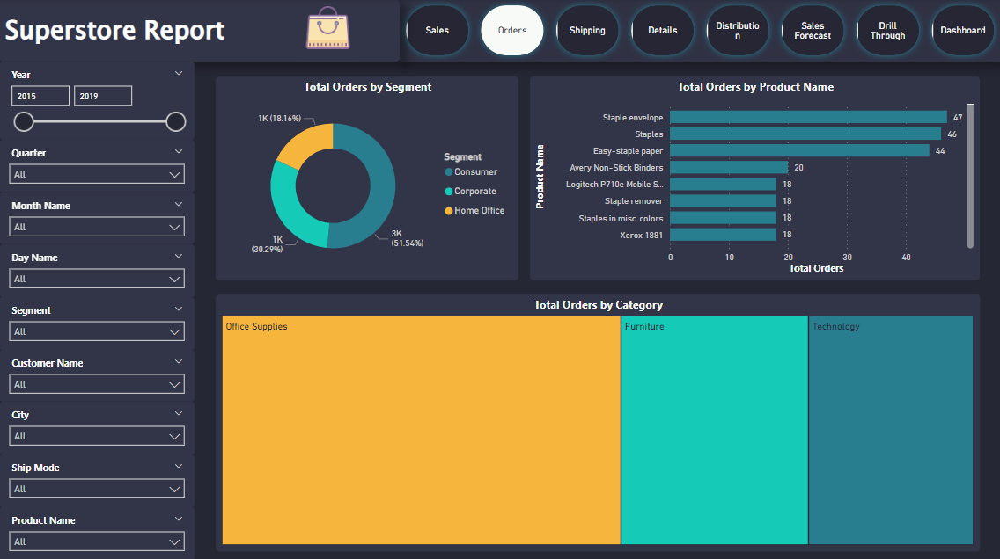 Superstore Report
Sales
Orders
Shipping
Details
Distributio
n
Sales
Forecast
Drill
Through
Dashboard
Year
2015
2019
Quarter
All
Month Name
All
Day Name
All
Segment
All
Customer Name
All
City
All
Ship Mode
All
Product Name
All
Total Orders by Segment
1K (18.16%)
3K
(51.54%)
1K
(30.29%)
Segment
Consumer
Corporate
Home Office
Total Orders by Product Name
Product Name
Staple envelope 47
Staples 46
Easy-staple paper 44
Avery Non-Stick Binders 20
Logitech P710e Mobile S... 18
Staple remover 18
Staples in misc. colors 18
Xerox 1881 18
0 10 20 30 40
Total Orders
Total Orders by Category
Office Supplies
Furniture
Technology